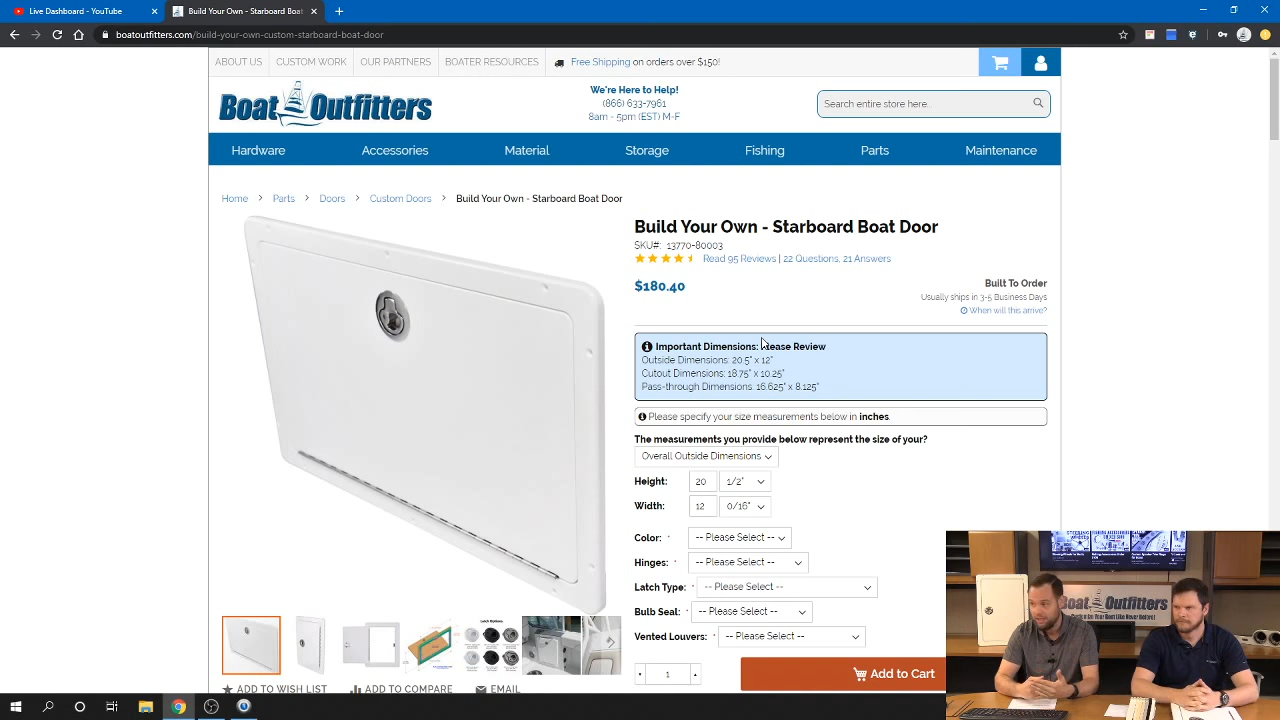 Live Dashboard - YouTube
Build Your Own - Starboard Boat
boatoutfitters.com/build-your-own-custom-starboard-boat-door
ABOUT US
CUSTOM WORK
OUR PARTNERS
BOATER RESOURCES
Free Shipping on orders over $150!
Boat Outfitters
We're Here to Help!
(866) 633-7961
8am - 5pm (EST) M-F
Search entire store here...
Hardware
Accessories
Material
Storage
Fishing
Parts
Maintenance
Home > Parts > Doors > Custom Doors > Build Your Own - Starboard Boat Door
Build Your Own - Starboard Boat Door
SKU#: 13770-80003
Read 95 Reviews | 22 Questions, 21 Answers
$180.40
Built To Order
Usually ships in 3-5 Business Days
When will this arrive?
Important Dimensions: Please Review
Outside Dimensions: 20.5" x 12"
Cutout Dimensions: 18.75" x 10.25"
Pass-through Dimensions: 16.625" x 8.125"
Please specify your size measurements below in inches.
The measurements you provide below represent the size of your?
Overall Outside Dimensions
Height: 20 1/2"
Width: 12 0/16"
Color: * -- Please Select --
Hinges: * -- Please Select --
Latch Type: * -- Please Select --
Bulb Seal: * -- Please Select --
Vented Louvers: * -- Please Select --
1
Add to Cart
Latch Options
ADD TO WISH LIST
ADD TO COMPARE
EMAIL
Boat Outfitters